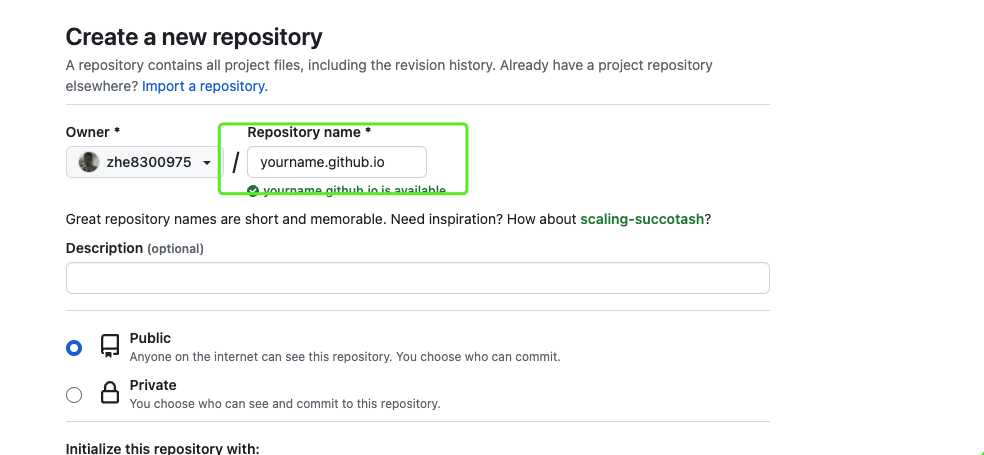 Create a new repository
A repository contains all project files, including the revision history. Already have a project repository
elsewhere? Import a repository.
Owner *
Repository name *
zhe8300975
/
yourname.github.io
yourname.github.io is available.
Great repository names are short and memorable. Need inspiration? How about scaling-succotash?
Description (optional)
Public
Anyone on the internet can see this repository. You choose who can commit.
Private
You choose who can see and commit to this repository.
Initialize this repository with: